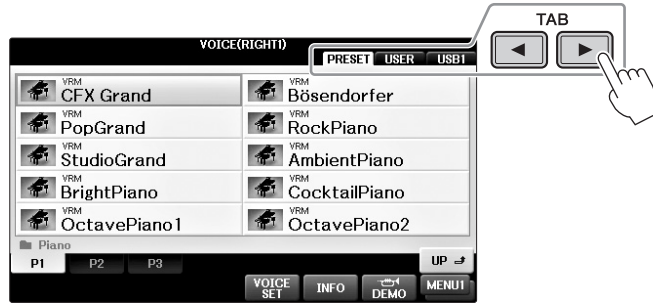 TAB
VOICE(RIGHT1)
PRESET USER USB1
VRM
CFX Grand
VRM
Bösendorfer
VRM
PopGrand
VRM
RockPiano
VRM
StudioGrand
VRM
AmbientPiano
VRM
BrightPiano
VRM
CocktailPiano
VRM
OctavePiano1
VRM
OctavePiano2
Piano
P1 P2 P3 UP
VOICE
SET
INFO
DEMO
MENU1